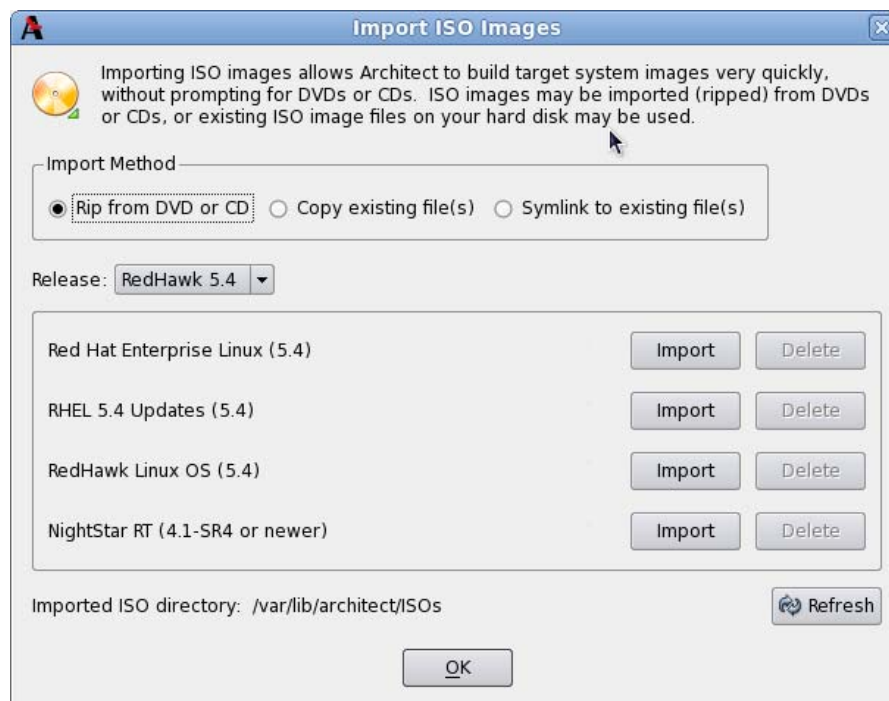 Import ISO Images
Importing ISO images allows Architect to build target system images very quickly,
without prompting for DVDs or CDs. ISO images may be imported (ripped) from DVDs
or CDs, or existing ISO image files on your hard disk may be used.
Import Method
Rip from DVD or CD Copy existing file(s) Symlink to existing file(s)
Release: RedHawk 5.4
Red Hat Enterprise Linux (5.4) Import Delete
RHEL 5.4 Updates (5.4) Import Delete
RedHawk Linux OS (5.4) Import Delete
NightStar RT (4.1-SR4 or newer) Import Delete
Imported ISO directory: /var/lib/architect/ISOs Refresh
OK